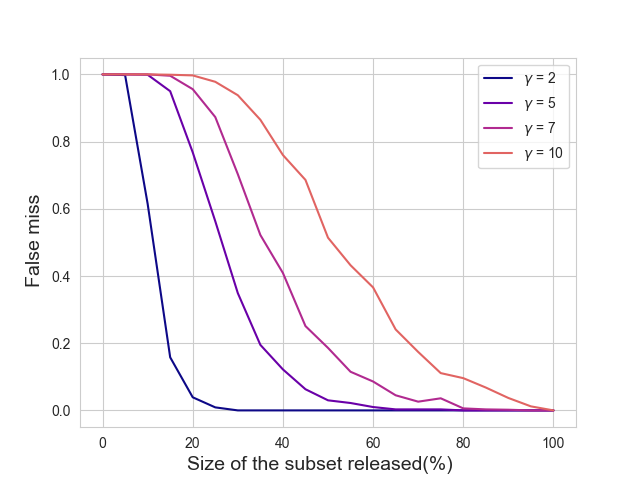 1.0
0.8
0.6
0.4
0.2
0.0
False miss
0 20 40 60 80 100
Size of the subset released(%)
γ = 2
γ = 5
γ = 7
γ = 10